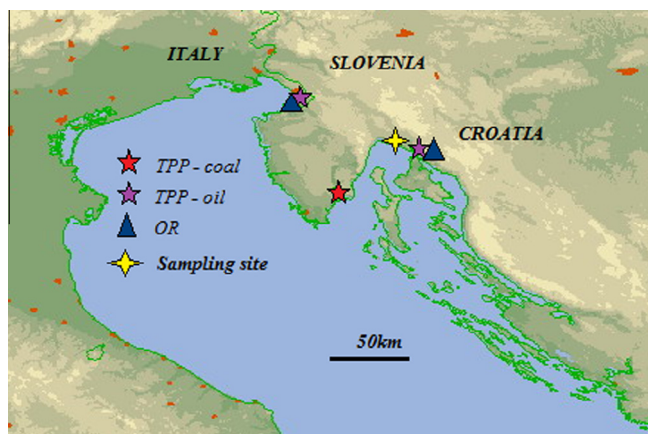 ITALY
SLOVENIA
CROATIA
TPP - coal
TPP - oil
OR
Sampling site
50km